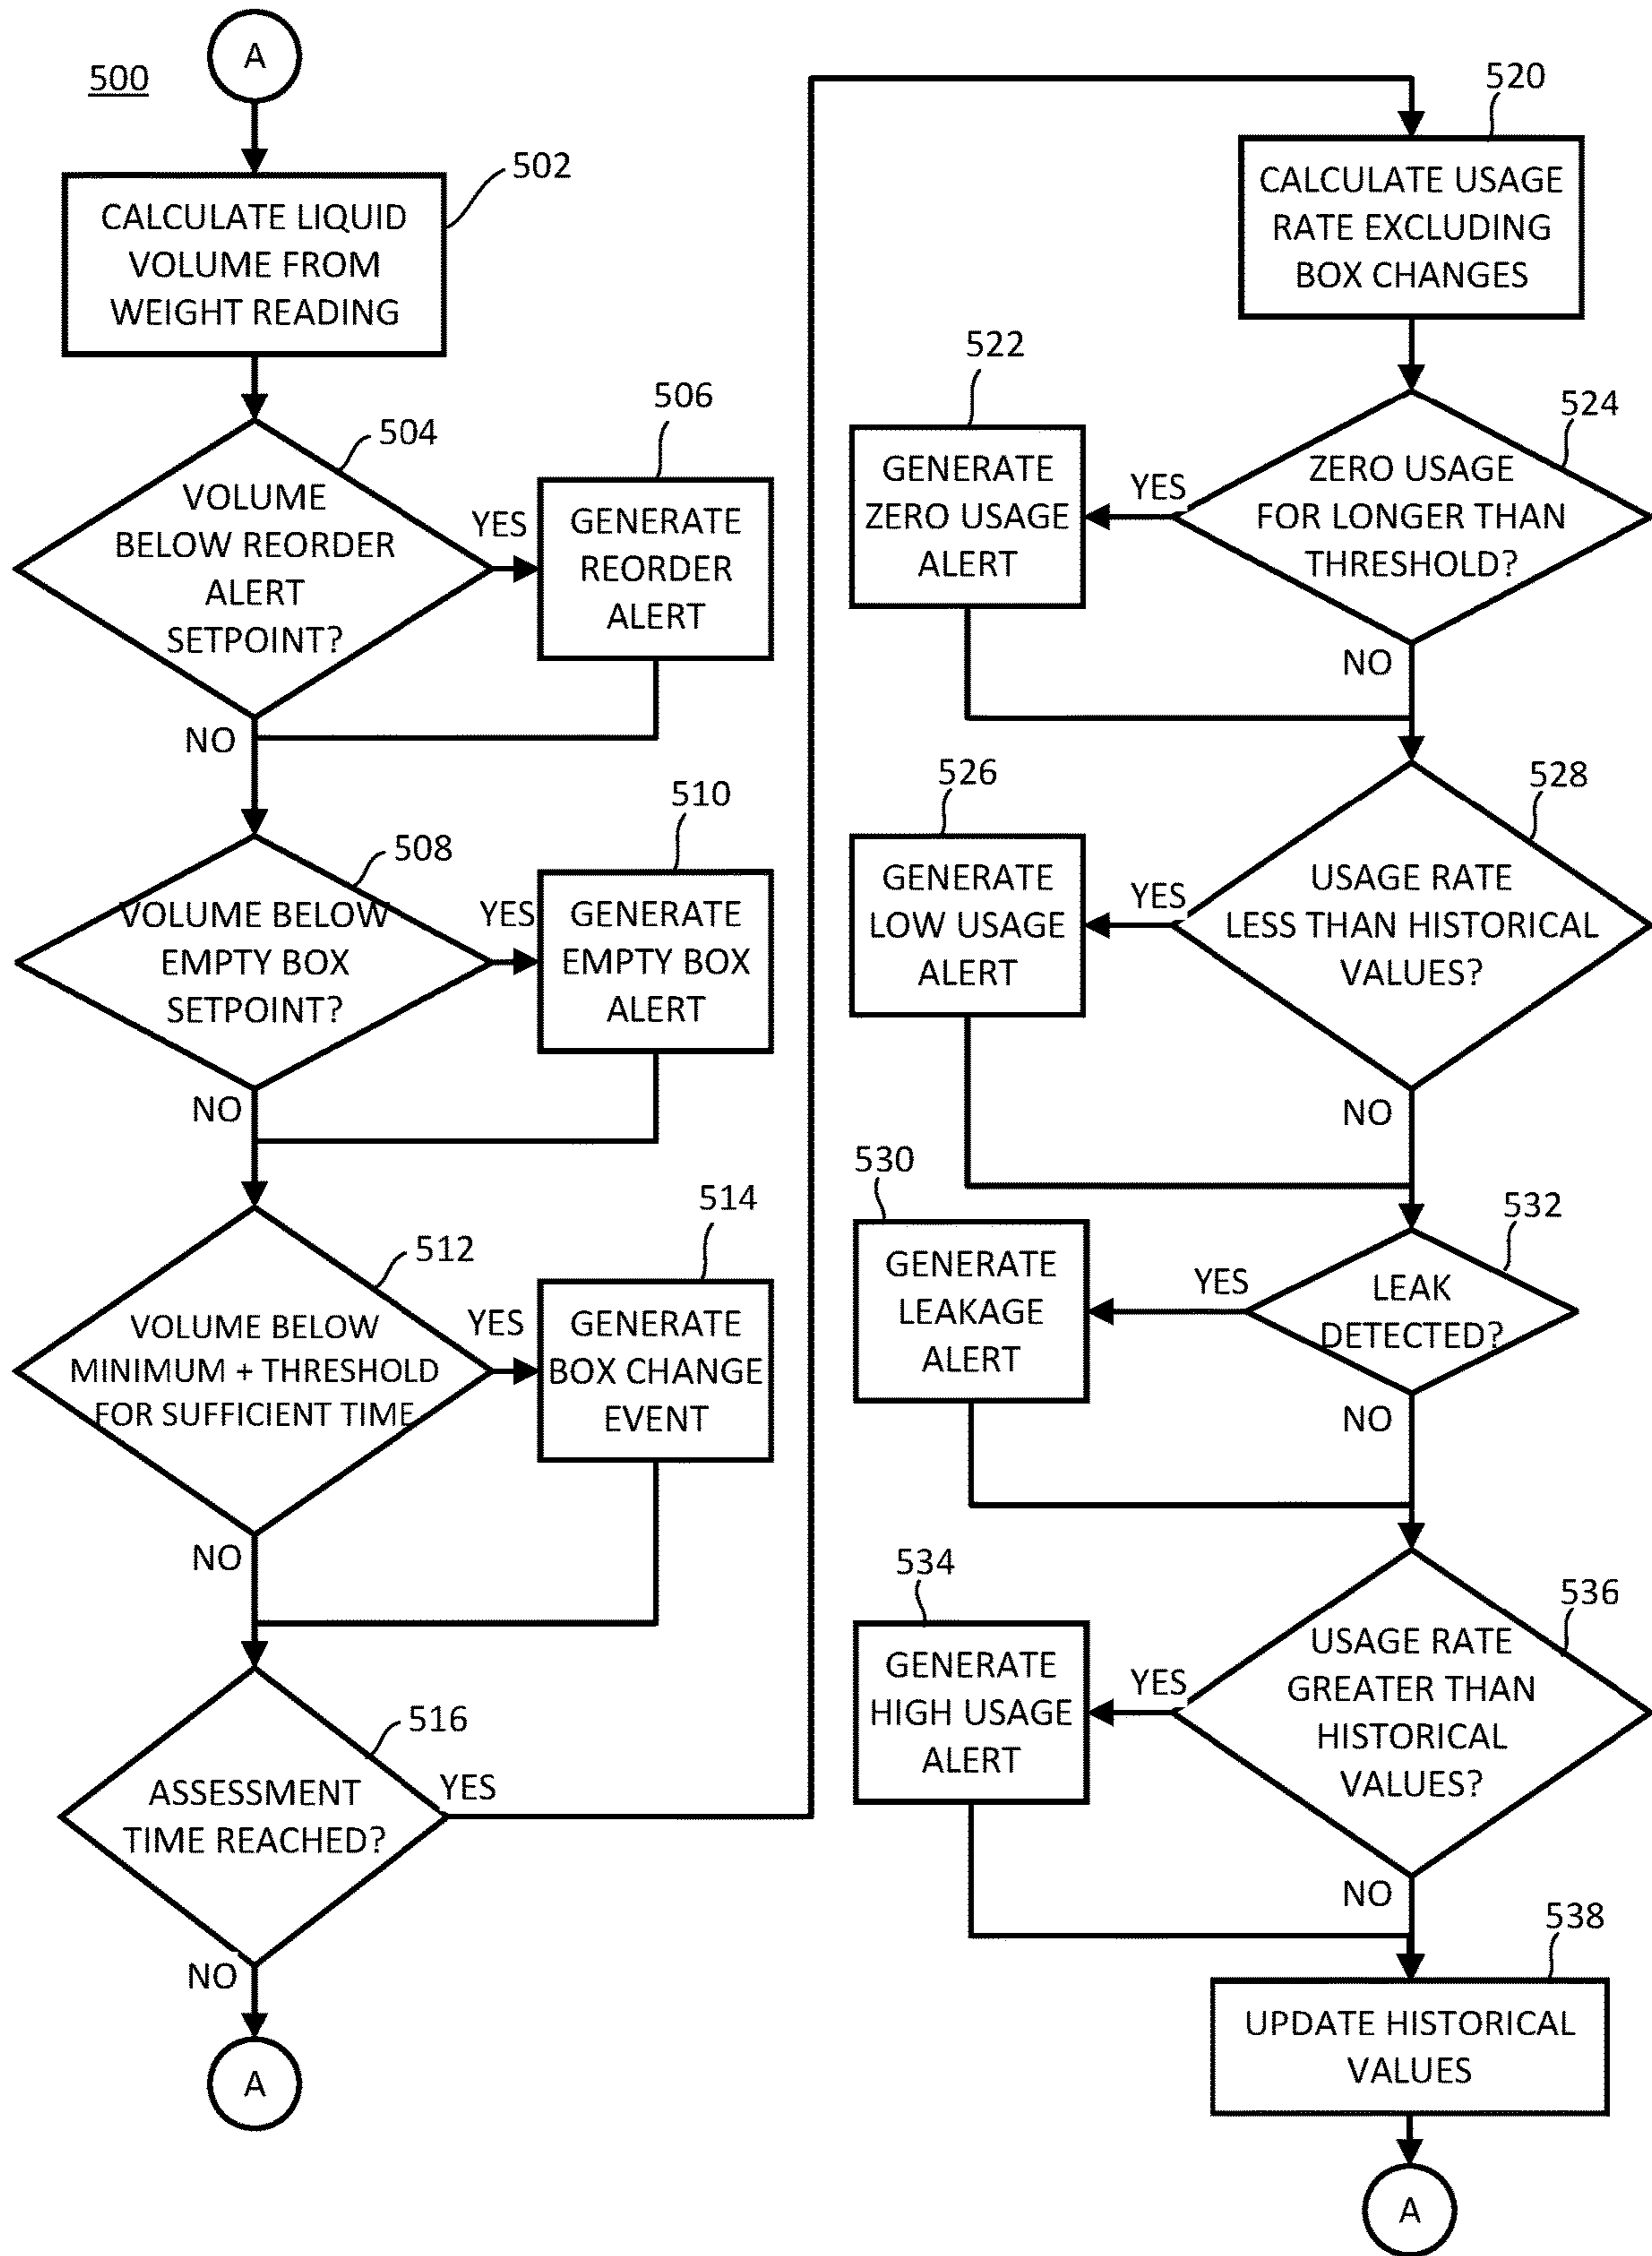 A
500
502
CALCULATE LIQUID
VOLUME FROM
WEIGHT READING
504
VOLUME
BELOW REORDER
ALERT
SETPOINT?
YES
NO
506
GENERATE
REORDER
ALERT
508
VOLUME BELOW
EMPTY BOX
SETPOINT?
YES
NO
510
GENERATE
EMPTY BOX
ALERT
512
VOLUME BELOW
MINIMUM + THRESHOLD
FOR SUFFICIENT TIME
YES
NO
514
GENERATE
BOX CHANGE
EVENT
516
ASSESSMENT
TIME REACHED?
YES
NO
A
520
CALCULATE USAGE
RATE EXCLUDING
BOX CHANGES
522
GENERATE
ZERO USAGE
ALERT
524
ZERO USAGE
FOR LONGER THAN
THRESHOLD?
YES
NO
526
GENERATE
LOW USAGE
ALERT
528
USAGE RATE
LESS THAN HISTORICAL
VALUES?
YES
NO
530
GENERATE
LEAKAGE
ALERT
532
LEAK
DETECTED?
YES
NO
534
GENERATE
HIGH USAGE
ALERT
536
USAGE RATE
GREATER THAN
HISTORICAL
VALUES?
YES
NO
538
UPDATE HISTORICAL
VALUES
A